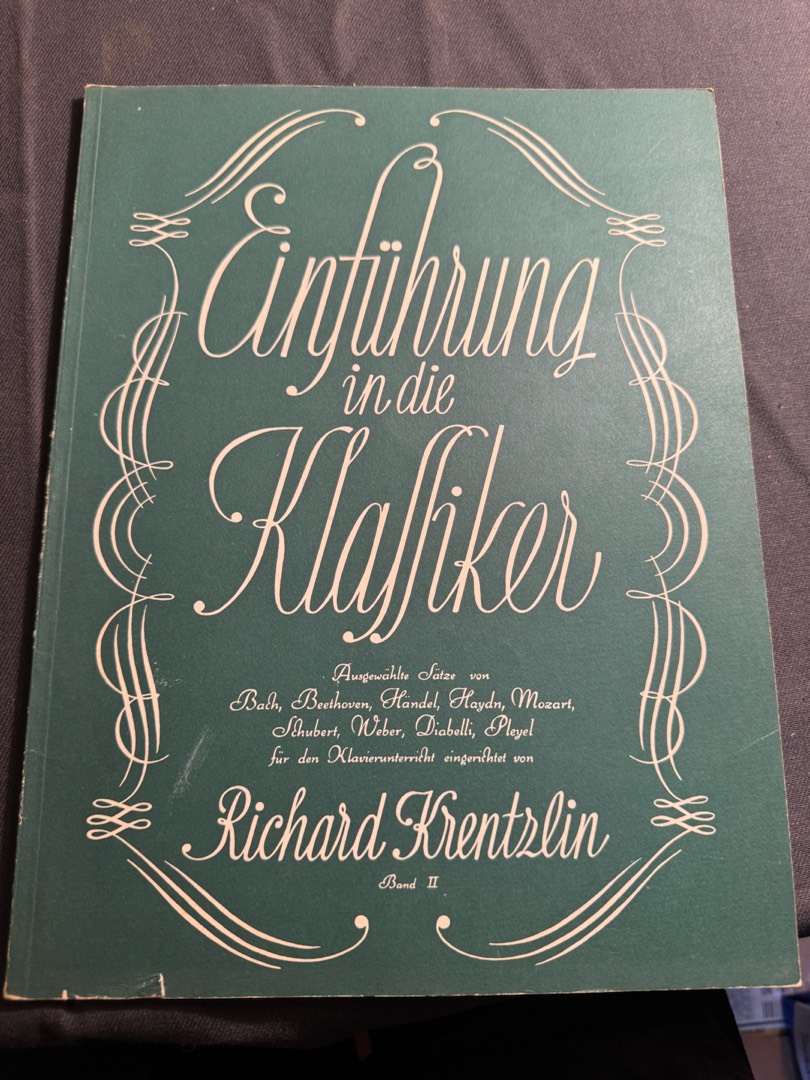 Einführung
in die
Klaſſiker
Ausgewählte Sätze von
Bach, Beethoven, Händel, Haydn, Mozart,
Schubert, Weber, Diabelli, Pleyel
für den Klavierunterricht eingerichtet von
Richard Krentzlin
Band II